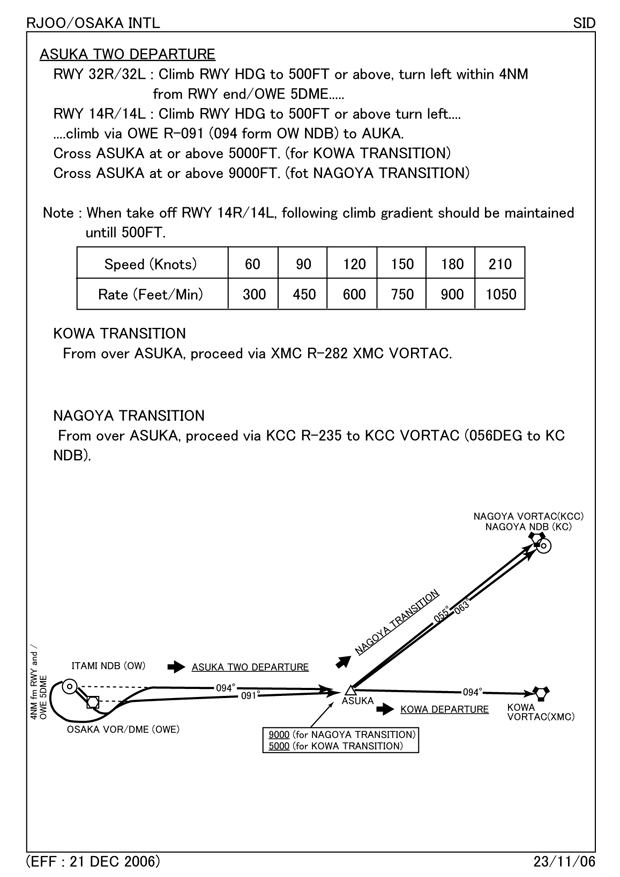 RJOO/OSAKA INTL
SID
ASUKA TWO DEPARTURE
RWY 32R/32L : Climb RWY HDG to 500FT or above, turn left within 4NM
from RWY end/OWE 5DME.....
RWY 14R/14L : Climb RWY HDG to 500FT or above turn left....
....climb via OWE R-091 (094 form OW NDB) to AUKA.
Cross ASUKA at or above 5000FT. (for KOWA TRANSITION)
Cross ASUKA at or above 9000FT. (fot NAGOYA TRANSITION)
Note : When take off RWY 14R/14L, following climb gradient should be maintained
untill 500FT.
Speed (Knots) 60 90 120 150 180 210
Rate (Feet/Min) 300 450 600 750 900 1050
KOWA TRANSITION
From over ASUKA, proceed via XMC R-282 XMC VORTAC.
NAGOYA TRANSITION
From over ASUKA, proceed via KCC R-235 to KCC VORTAC (056DEG to KC
NDB).
NAGOYA VORTAC(KCC)
NAGOYA NDB (KC)
NAGOYA TRANSITION
055°
063°
4NM fm RWY and /
OWE 5DME
ITAMI NDB (OW)
ASUKA TWO DEPARTURE
094°
091°
ASUKA
094°
KOWA DEPARTURE
KOWA
VORTAC(XMC)
OSAKA VOR/DME (OWE)
9000 (for NAGOYA TRANSITION)
5000 (for KOWA TRANSITION)
(EFF : 21 DEC 2006)
23/11/06